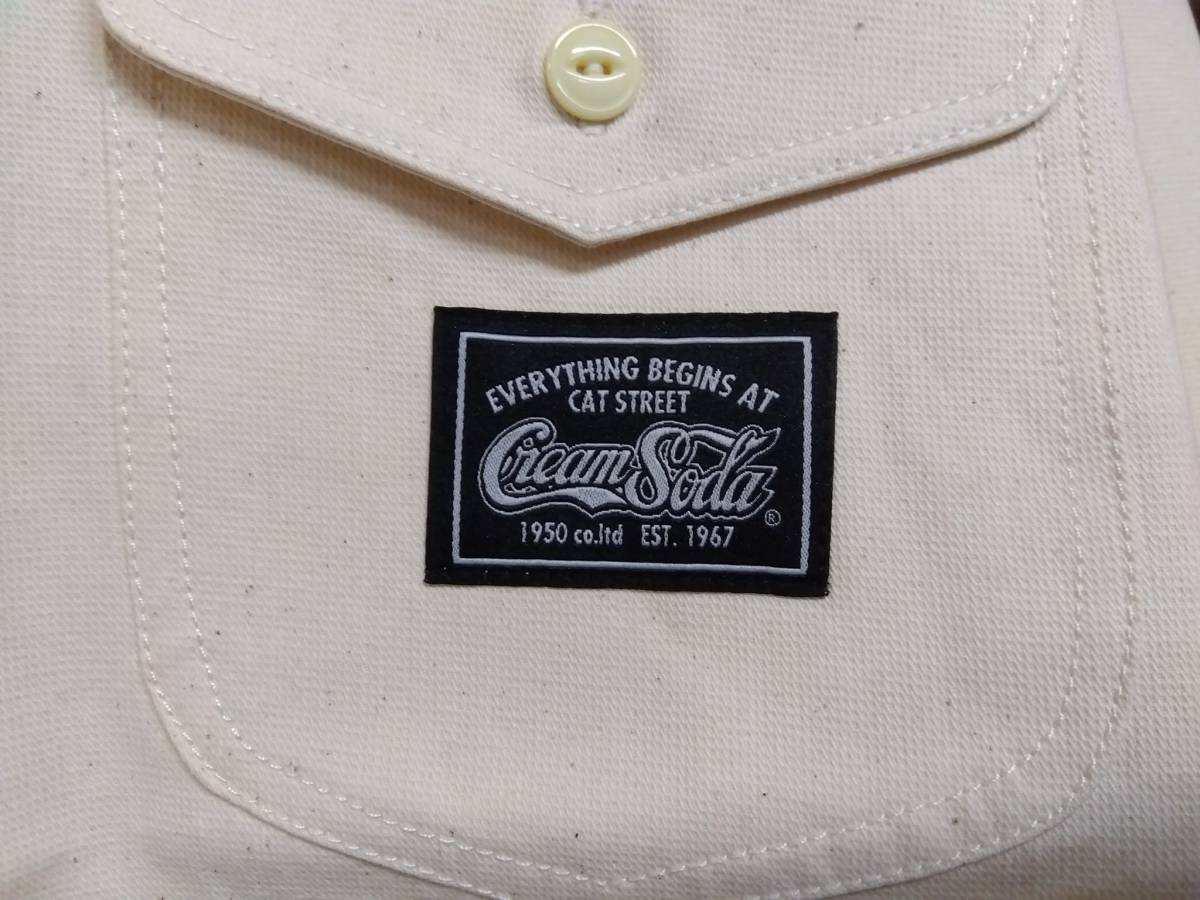 EVERYTHING BEGINS AT
CAT STREET
Cream Soda ®
1950 co.ltd EST. 1967